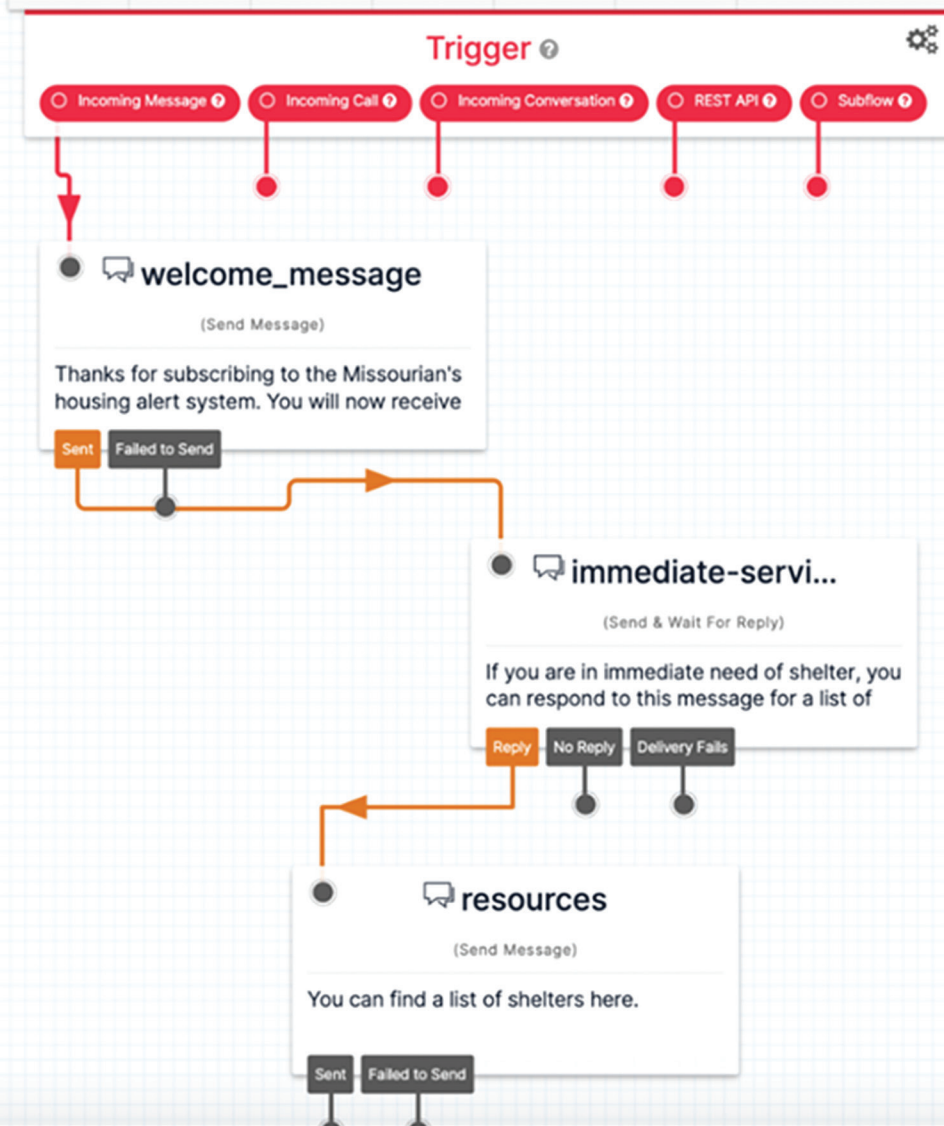 Trigger ?
Incoming Message ? Incoming Call ? Incoming Conversation ? REST API ? Subflow ?
welcome_message
(Send Message)
Thanks for subscribing to the Missourian's
housing alert system. You will now receive
Sent Failed to Send
immediate-servi...
(Send & Wait For Reply)
If you are in immediate need of shelter, you
can respond to this message for a list of
Reply No Reply Delivery Fails
resources
(Send Message)
You can find a list of shelters here.
Sent Failed to Send